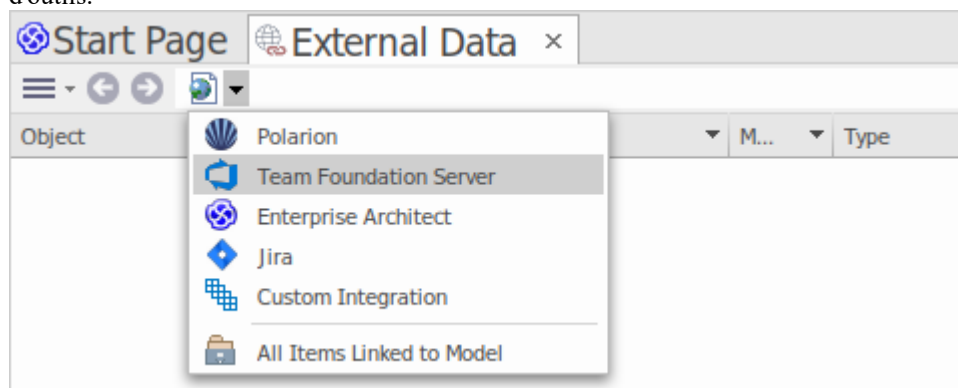 d'outils.
Start Page External Data ×
Object M... Type
Polarion
Team Foundation Server
Enterprise Architect
Jira
Custom Integration
All Items Linked to Model